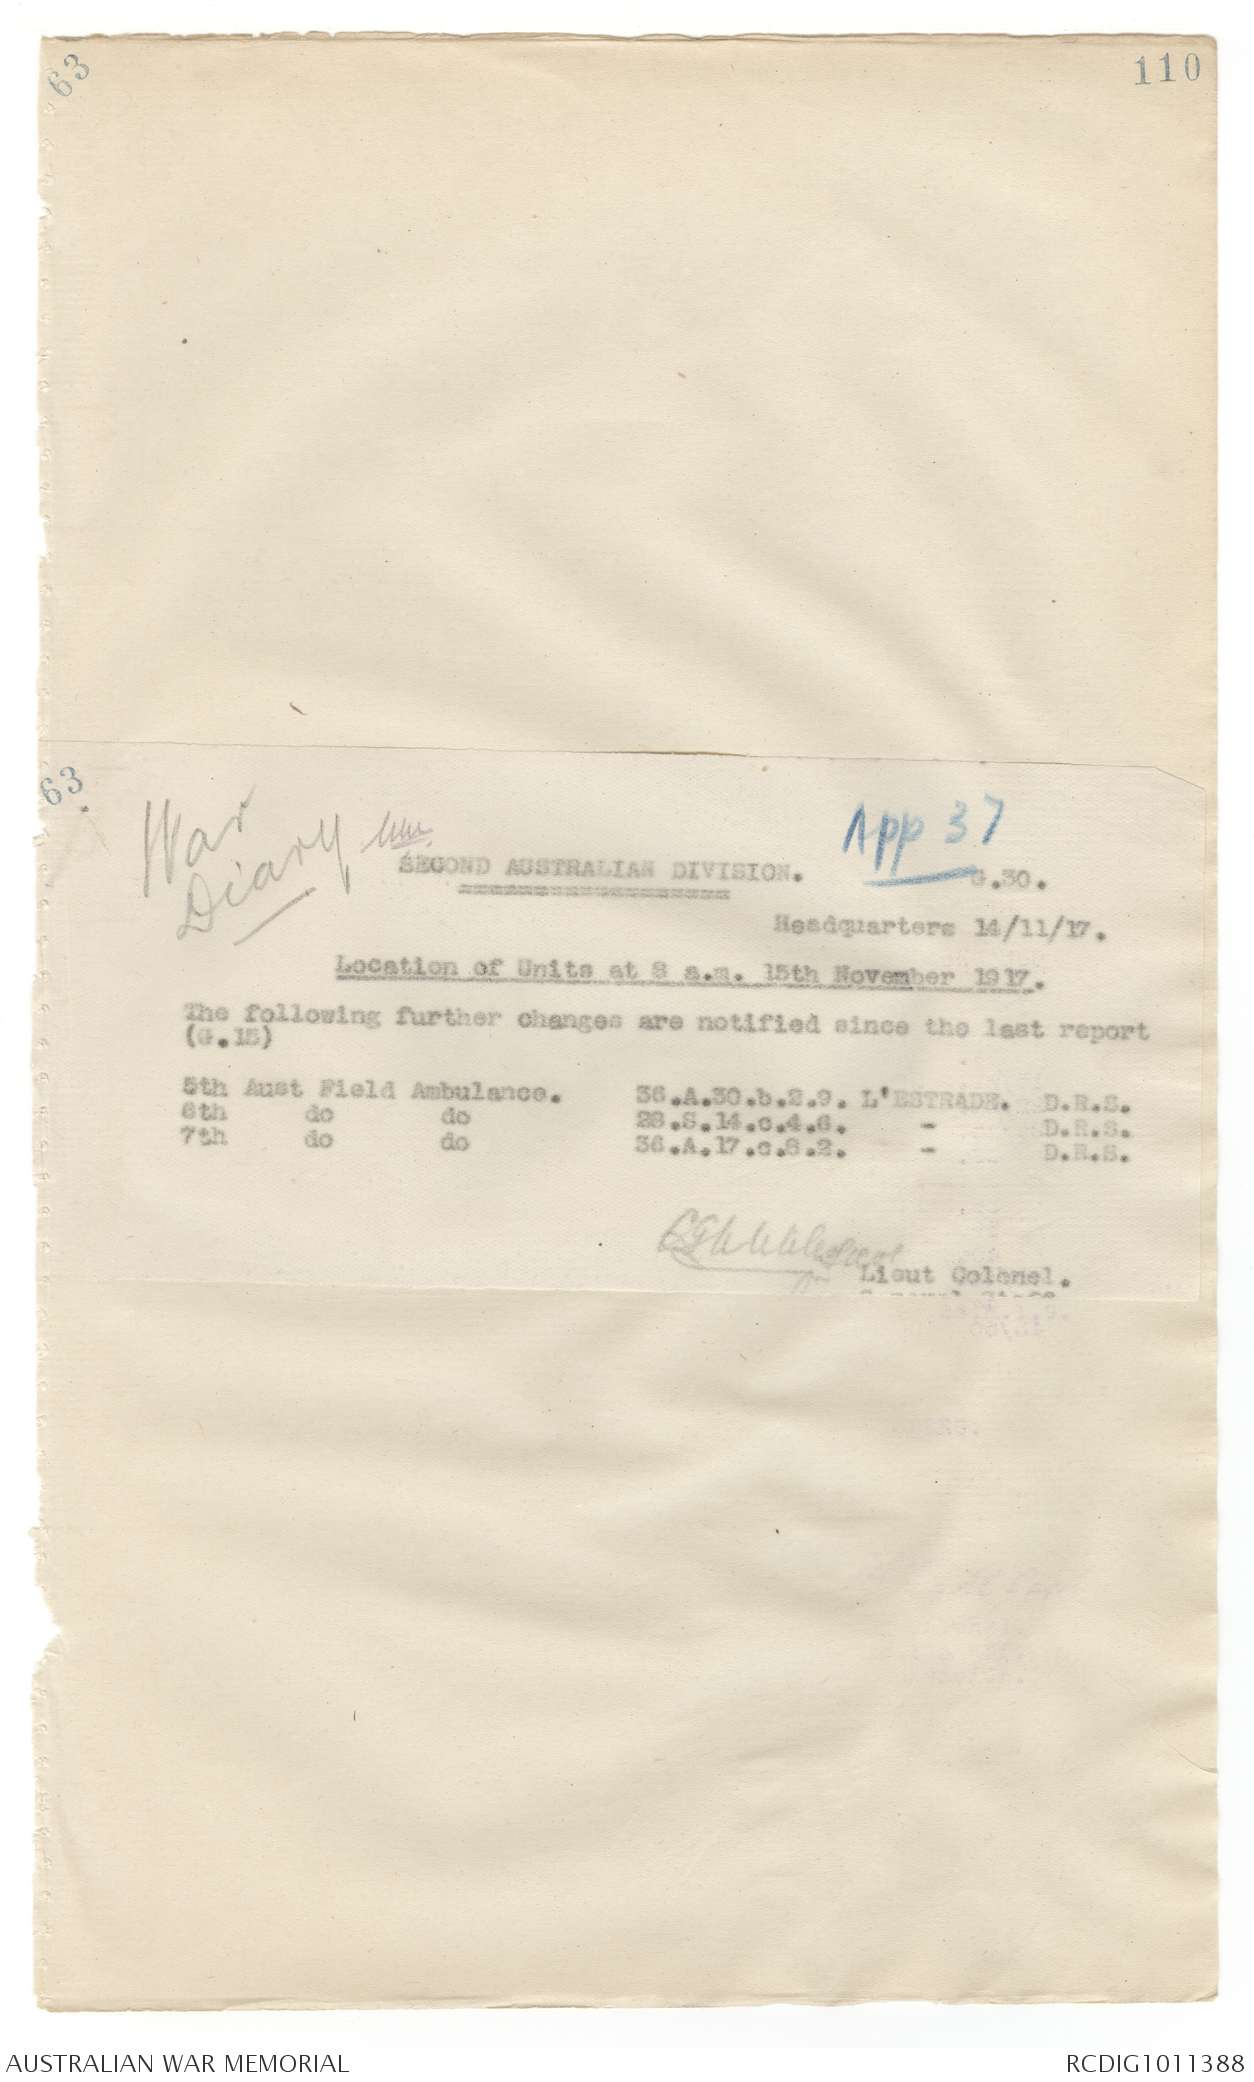 63
110
63
War
Diary
App 37
SECOND AUSTRALIAN DIVISION.
G.30.
Headquarters 14/11/17.
Location of Units at 8 a.m. 15th November 1917.
The following further changes are notified since the last report
(G.15)
5th Aust Field Ambulance. 36.A.30.b.2.9. L'ESTRADE. D.R.S.
6th do do 28.S.14.c.4.6. - D.R.S.
7th do do 36.A.17.c.8.2. - D.R.S.
Lieut Colonel.
AUSTRALIAN WAR MEMORIAL
RCDIG1011388